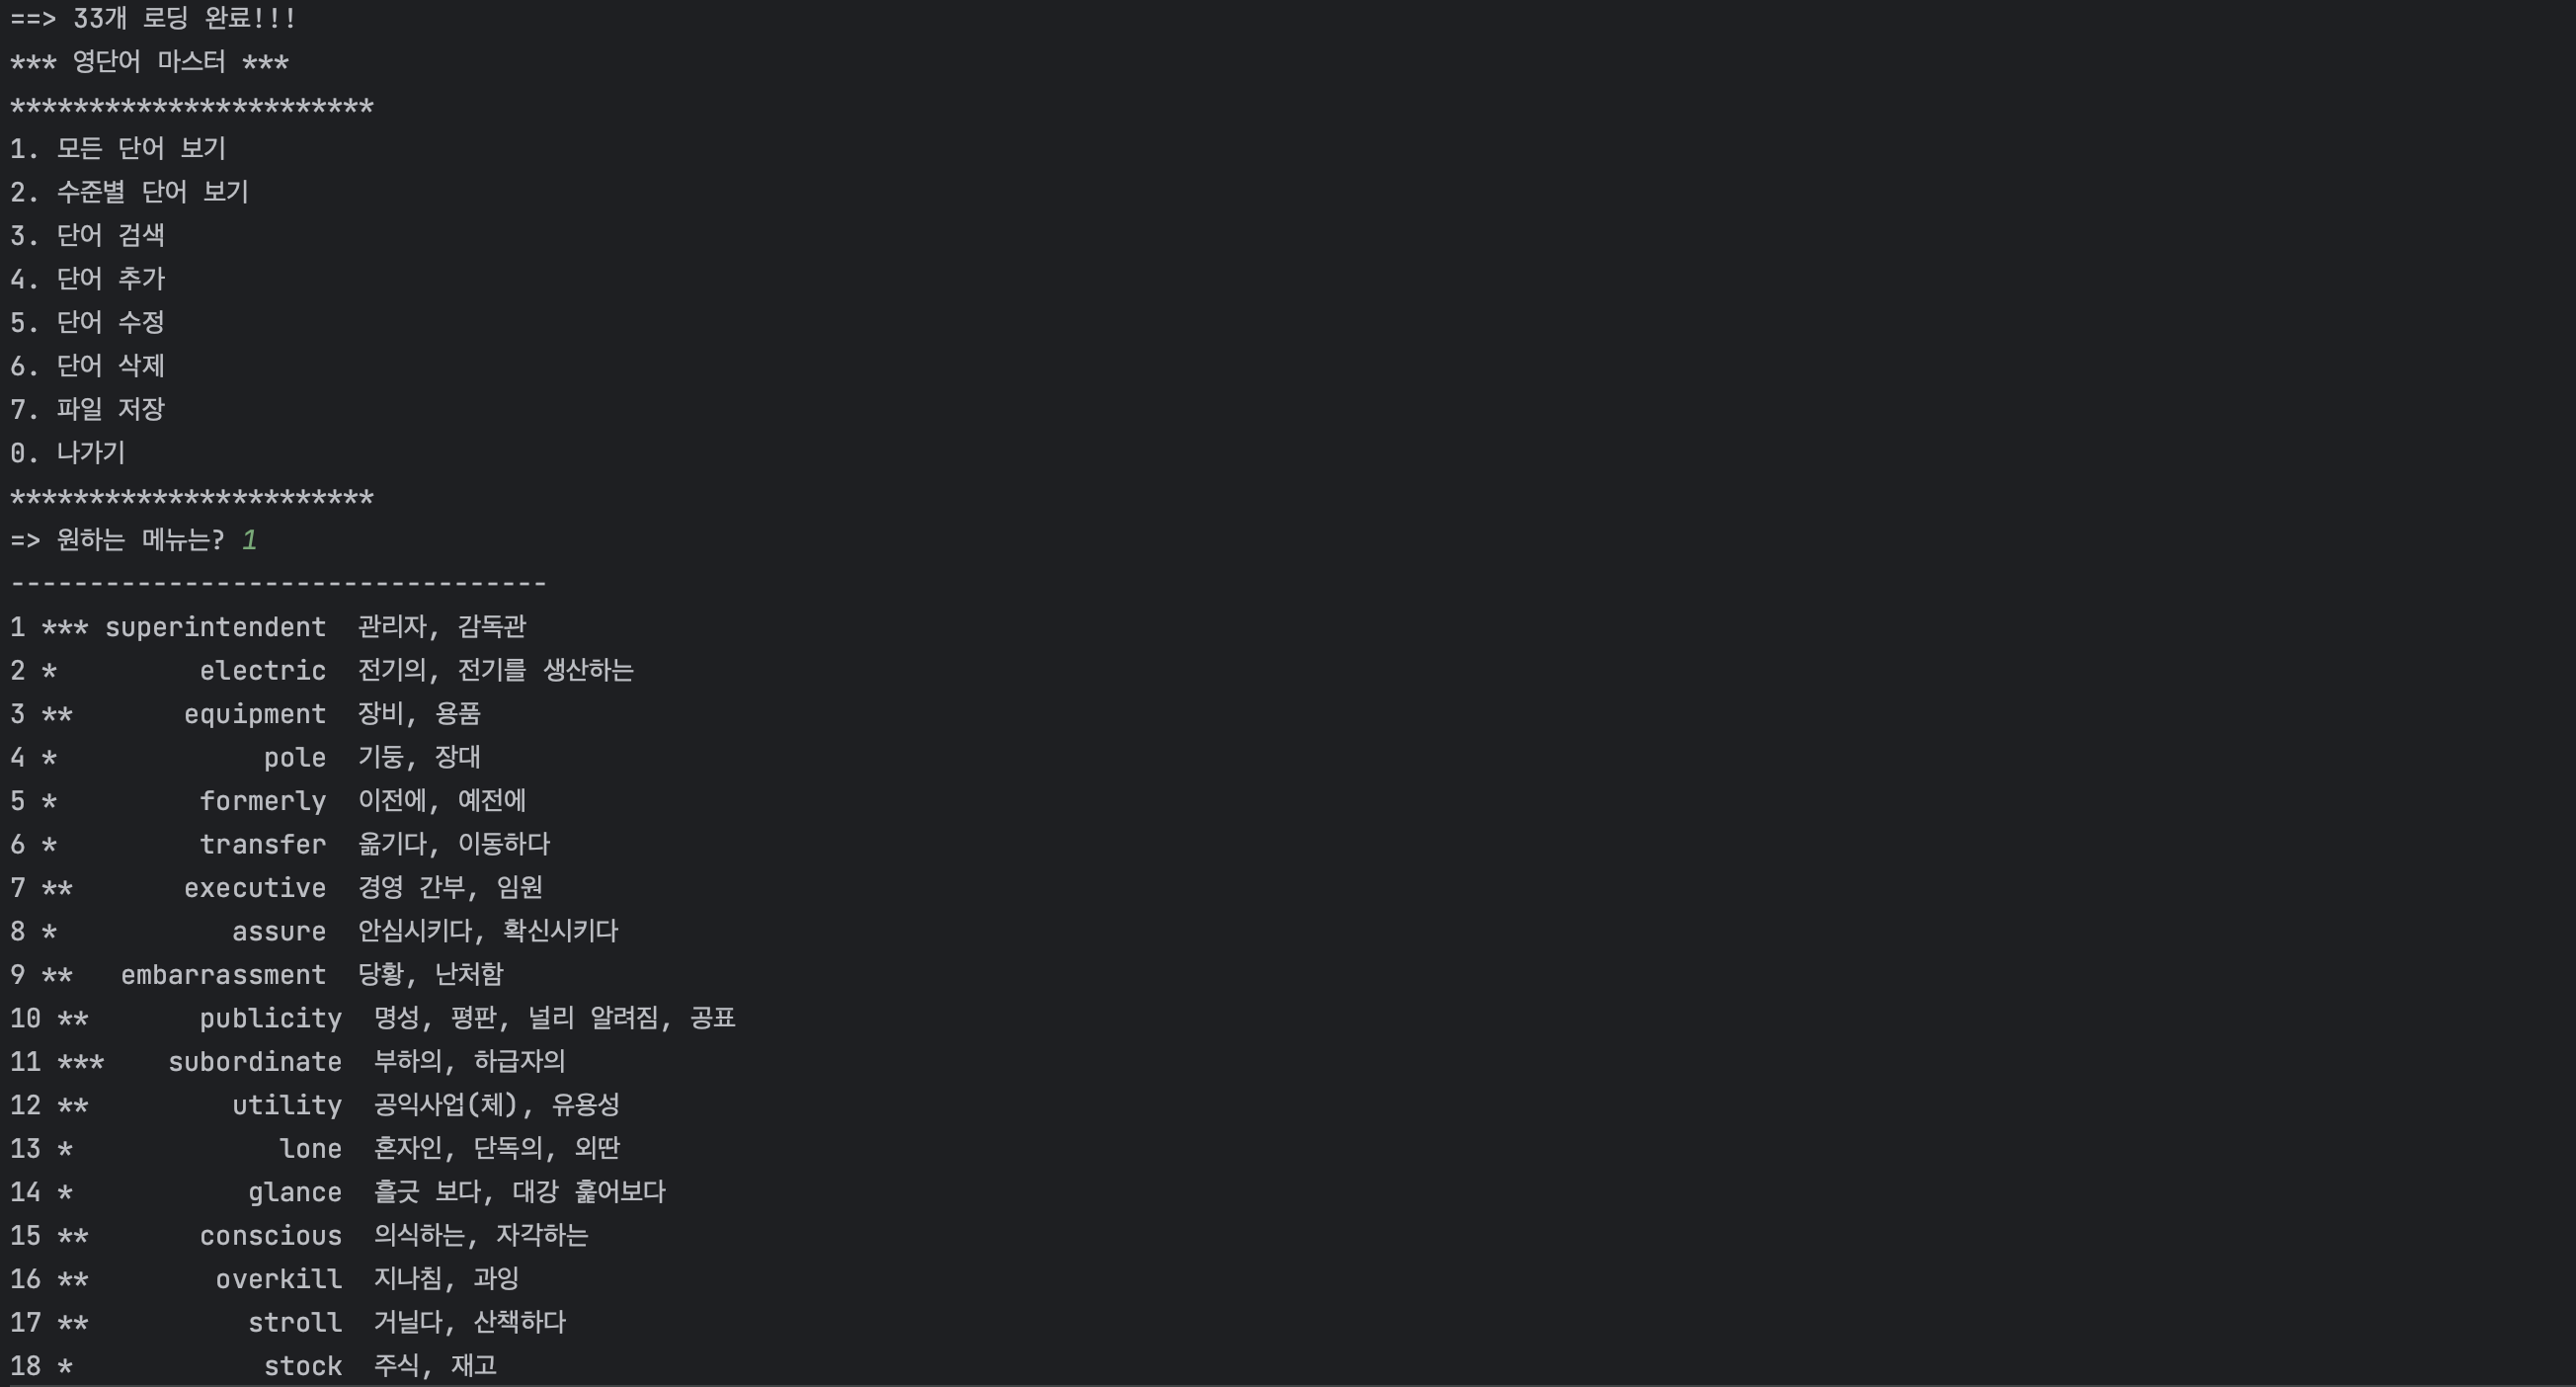 ==> 33개 로딩 완료!!!
*** 영단어 마스터 ***
***********************
1. 모든 단어 보기
2. 수준별 단어 보기
3. 단어 검색
4. 단어 추가
5. 단어 수정
6. 단어 삭제
7. 파일 저장
0. 나가기
***********************
=> 원하는 메뉴는? 1
----------------------------------
1 *** superintendent  관리자, 감독관
2 *         electric  전기의, 전기를 생산하는
3 **       equipment  장비, 용품
4 *             pole  기둥, 장대
5 *         formerly  이전에, 예전에
6 *         transfer  옮기다, 이동하다
7 **       executive  경영 간부, 임원
8 *           assure  안심시키다, 확신시키다
9 **   embarrassment  당황, 난처함
10 **       publicity  명성, 평판, 널리 알려짐, 공표
11 ***    subordinate  부하의, 하급자의
12 **         utility  공익사업(체), 유용성
13 *             lone  혼자인, 단독의, 외딴
14 *           glance  흘긋 보다, 대강 훑어보다
15 **       conscious  의식하는, 자각하는
16 **        overkill  지나침, 과잉
17 **          stroll  거닐다, 산책하다
18 *            stock  주식, 재고